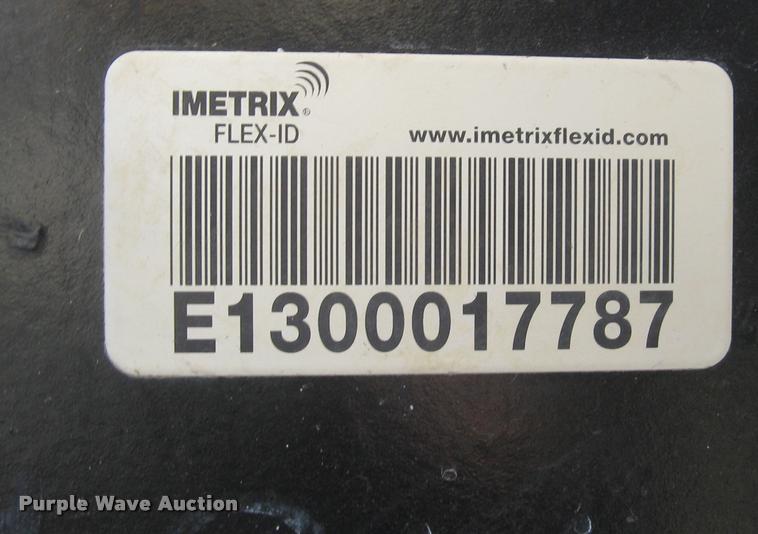 IMETRIX®
FLEX-ID
www.imetrixflexid.com
E1300017787
Purple Wave Auction